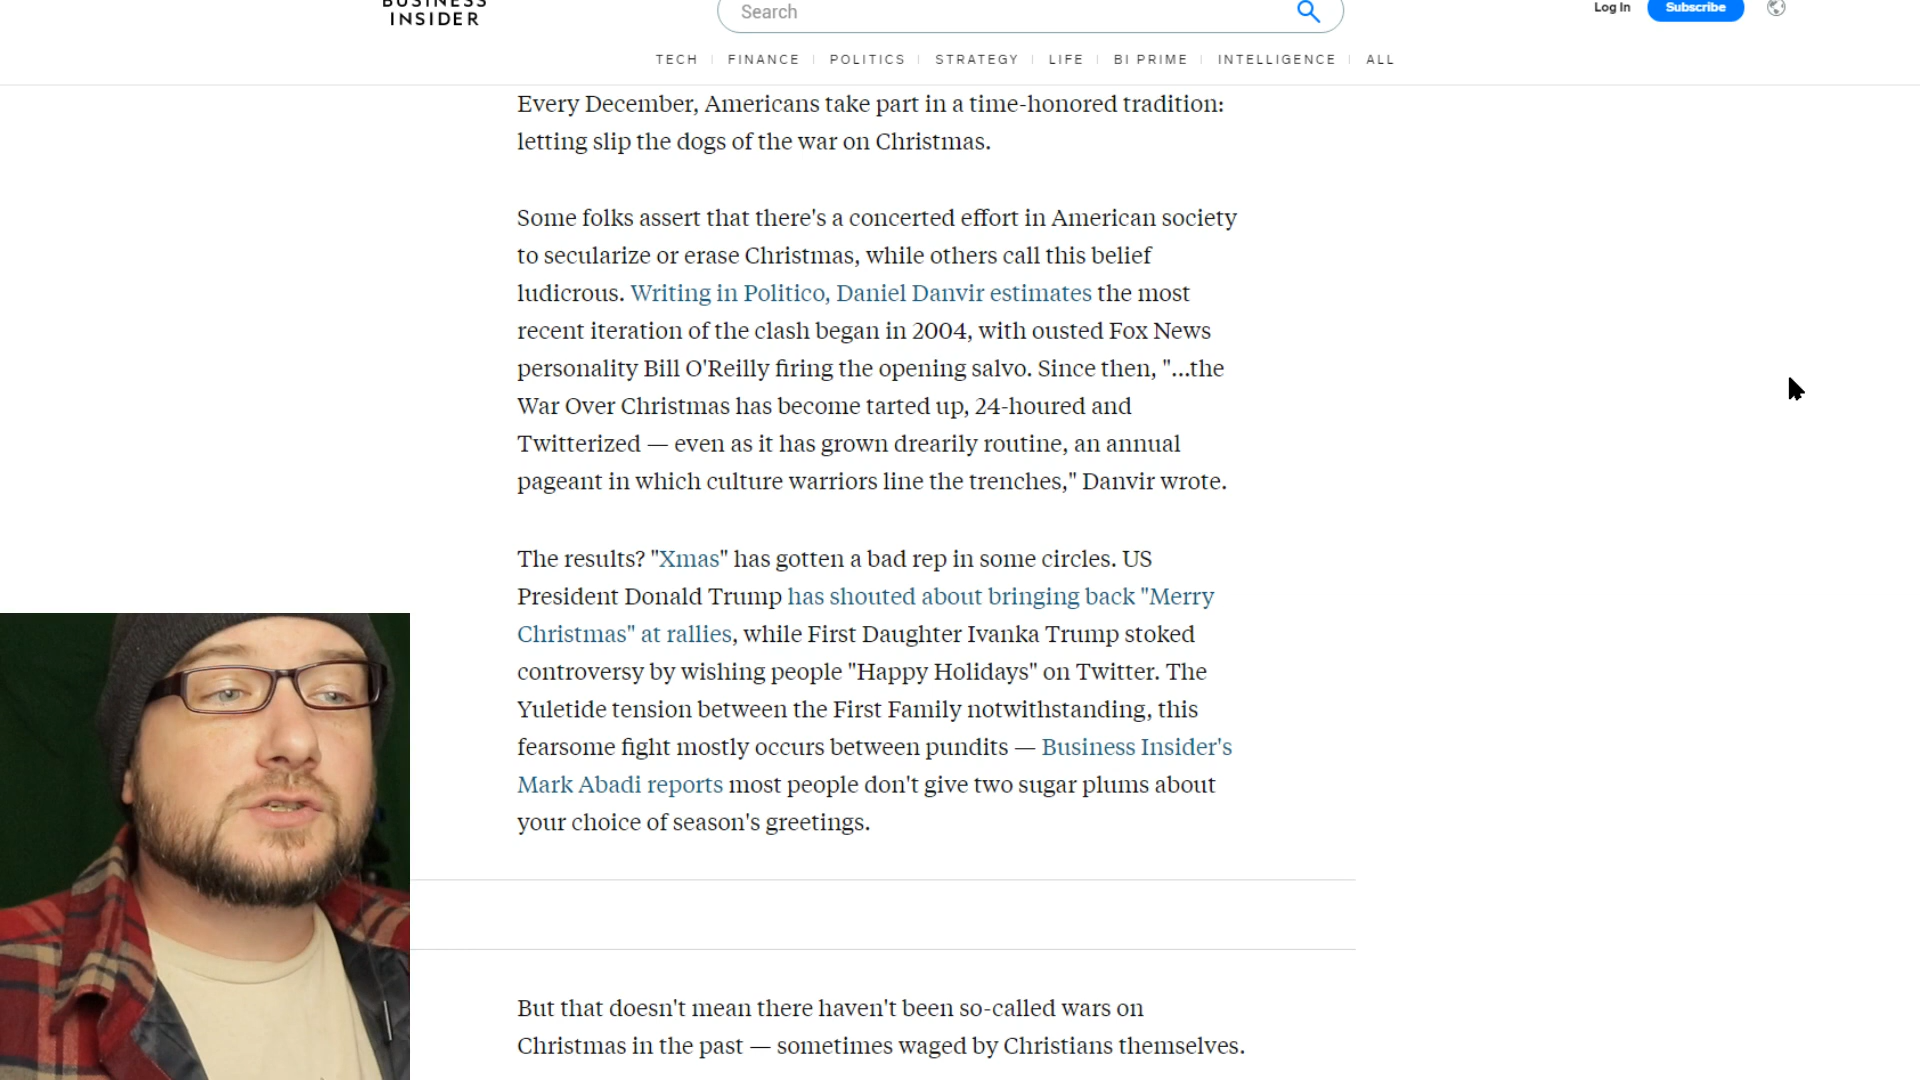 BUSINESS
INSIDER
Search
Log In
Subscribe
TECH
FINANCE
POLITICS
STRATEGY
LIFE
BI PRIME
INTELLIGENCE
ALL
Every December, Americans take part in a time-honored tradition:
letting slip the dogs of the war on Christmas.
Some folks assert that there's a concerted effort in American society
to secularize or erase Christmas, while others call this belief
ludicrous. Writing in Politico, Daniel Danvir estimates the most
recent iteration of the clash began in 2004, with ousted Fox News
personality Bill O'Reilly firing the opening salvo. Since then, "...the
War Over Christmas has become tarted up, 24-houred and
Twitterized — even as it has grown drearily routine, an annual
pageant in which culture warriors line the trenches," Danvir wrote.
The results? "Xmas" has gotten a bad rep in some circles. US
President Donald Trump has shouted about bringing back "Merry
Christmas" at rallies, while First Daughter Ivanka Trump stoked
controversy by wishing people "Happy Holidays" on Twitter. The
Yuletide tension between the First Family notwithstanding, this
fearsome fight mostly occurs between pundits — Business Insider's
Mark Abadi reports most people don't give two sugar plums about
your choice of season's greetings.
But that doesn't mean there haven't been so-called wars on
Christmas in the past — sometimes waged by Christians themselves.